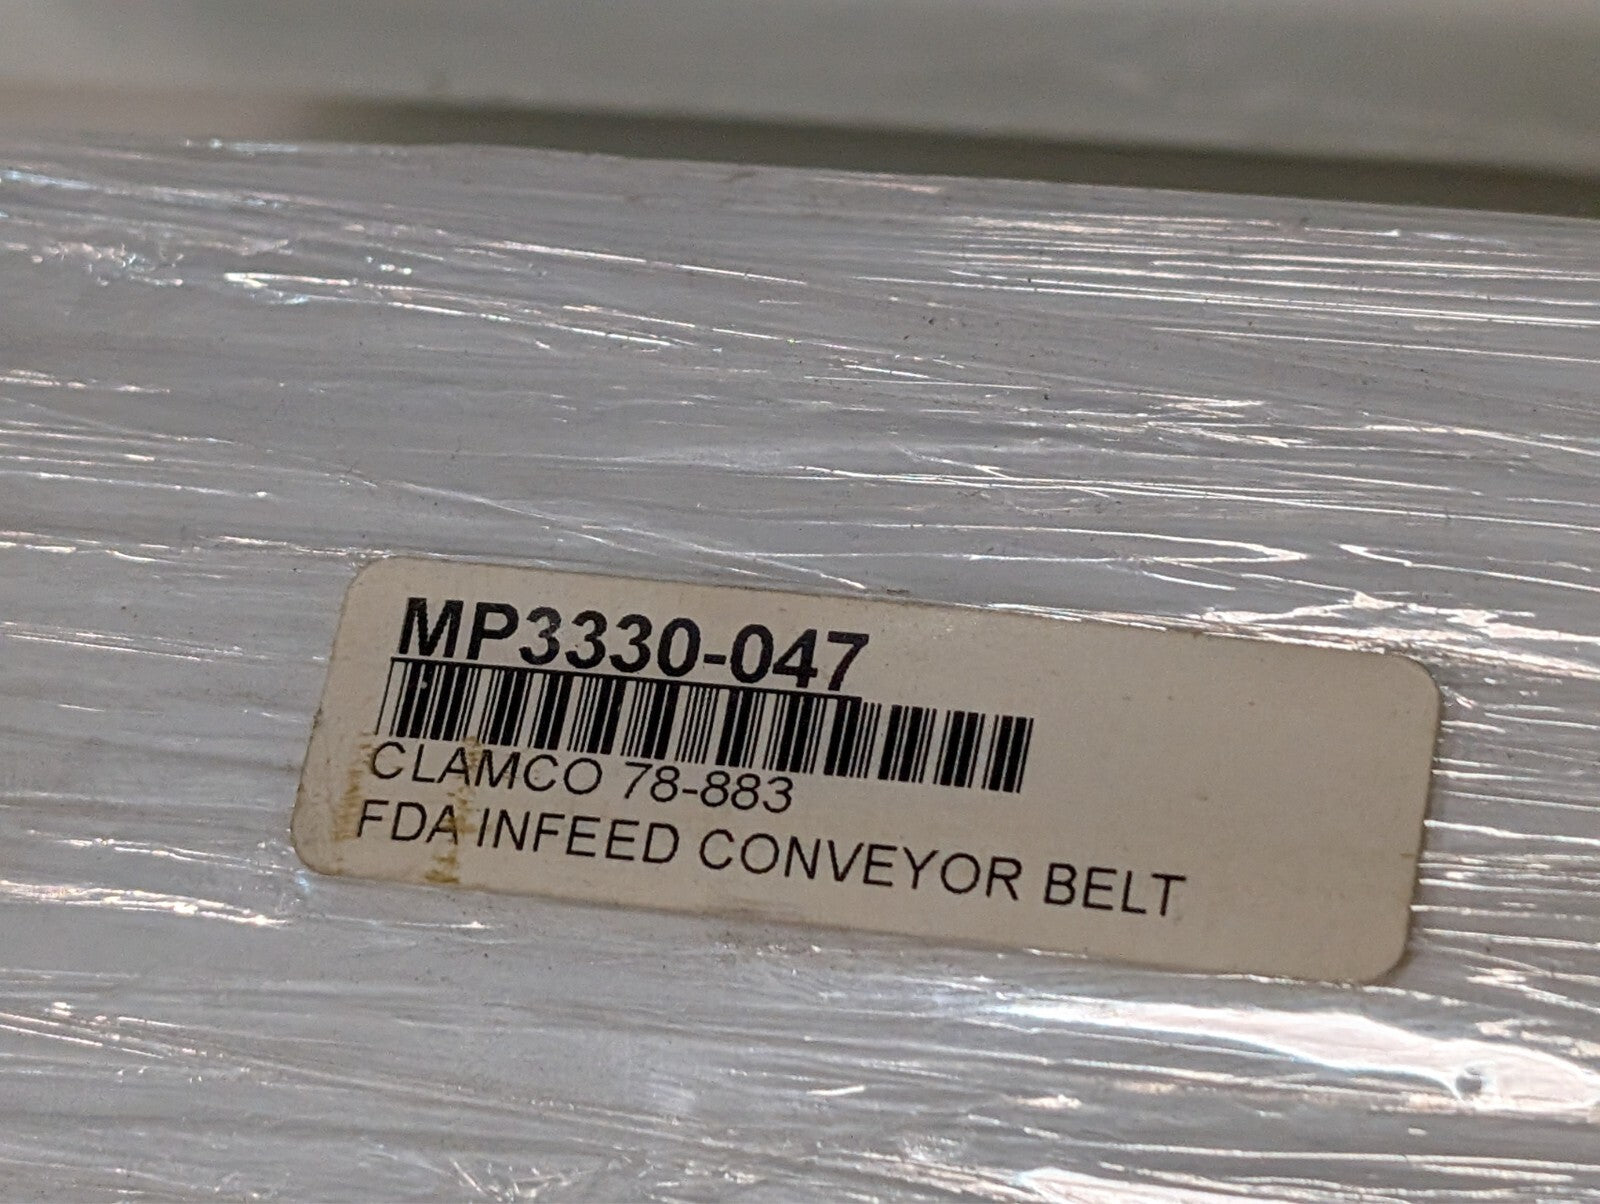 MP3330-047
CLAMCO 78-883
FDA INFEED CONVEYOR BELT